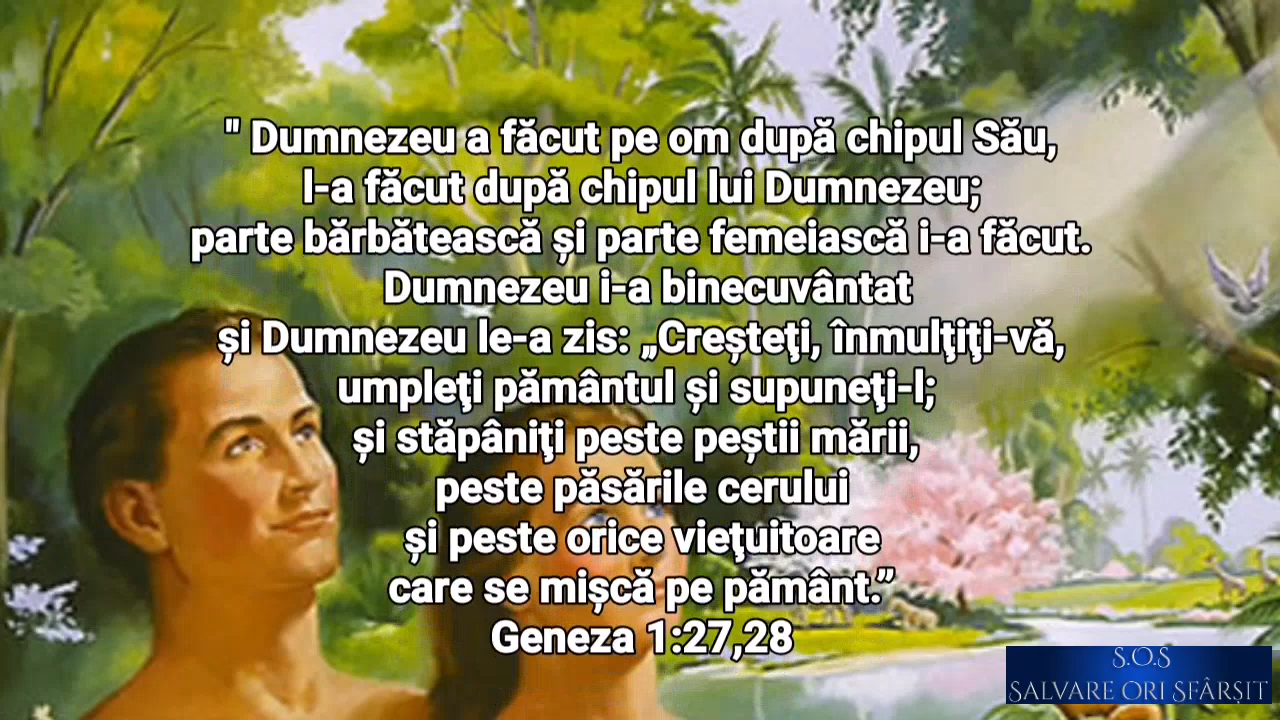 " Dumnezeu a făcut pe om după chipul Său,
l-a făcut după chipul lui Dumnezeu;
parte bărbătească și parte femeiască i-a făcut.
Dumnezeu i-a binecuvântat
și Dumnezeu le-a zis: „Creșteţi, înmulţiţi-vă,
umpleţi pământul și supuneţi-l;
și stăpâniţi peste peștii mării,
peste păsările cerului
și peste orice vieţuitoare
care se mișcă pe pământ.”
Geneza 1:27,28
S.O.S
SALVARE ORI SFÂRȘIT